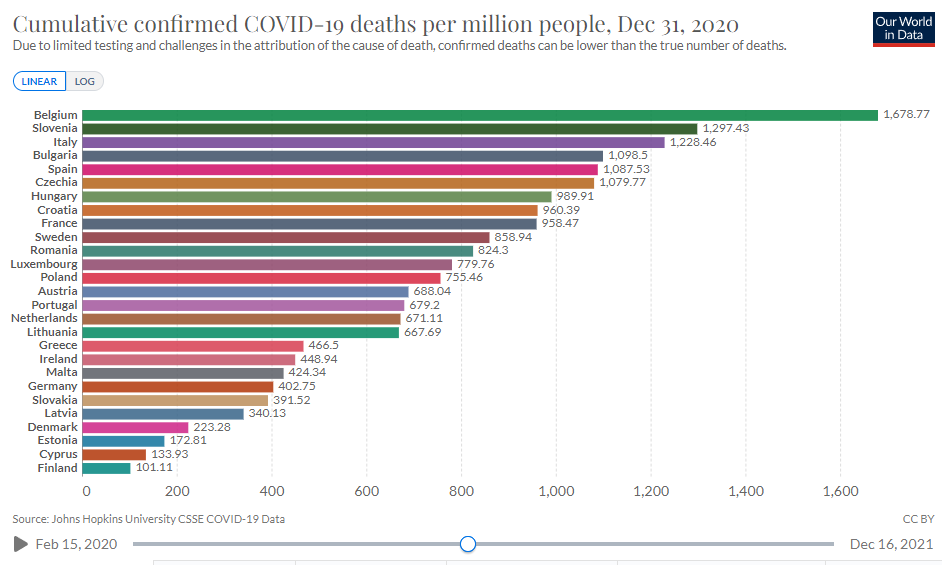 Cumulative confirmed COVID-19 deaths per million people, Dec 31, 2020
Due to limited testing and challenges in the attribution of the cause of death, confirmed deaths can be lower than the true number of deaths.
Our World
in Data
LINEAR LOG
Belgium 1,678.77
Slovenia 1,297.43
Italy 1,228.46
Bulgaria 1,098.5
Spain 1,087.53
Czechia 1,079.77
Hungary 989.91
Croatia 960.39
France 958.47
Sweden 858.94
Romania 824.3
Luxembourg 779.76
Poland 755.46
Austria 688.04
Portugal 679.2
Netherlands 671.11
Lithuania 667.69
Greece 466.5
Ireland 448.94
Malta 424.34
Germany 402.75
Slovakia 391.52
Latvia 340.13
Denmark 223.28
Estonia 172.81
Cyprus 133.93
Finland 101.11
0 200 400 600 800 1,000 1,200 1,400 1,600
Source: Johns Hopkins University CSSE COVID-19 Data CC BY
Feb 15, 2020 Dec 16, 2021